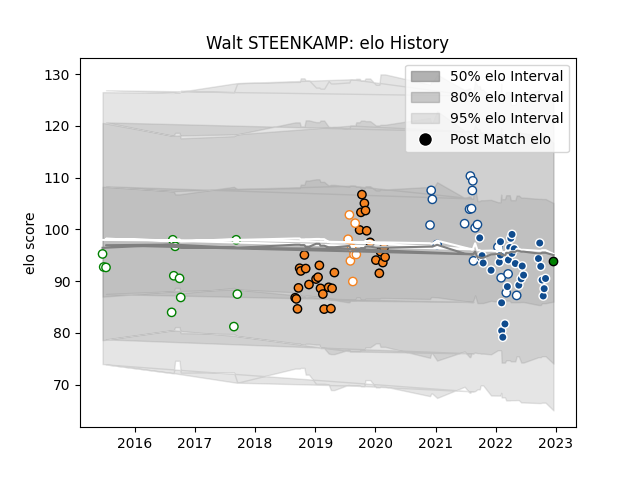 Walt STEENKAMP: elo History
50% elo Interval
80% elo Interval
95% elo Interval
Post Match elo
elo score
130
120
110
100
90
80
70
2016 2017 2018 2019 2020 2021 2022 2023